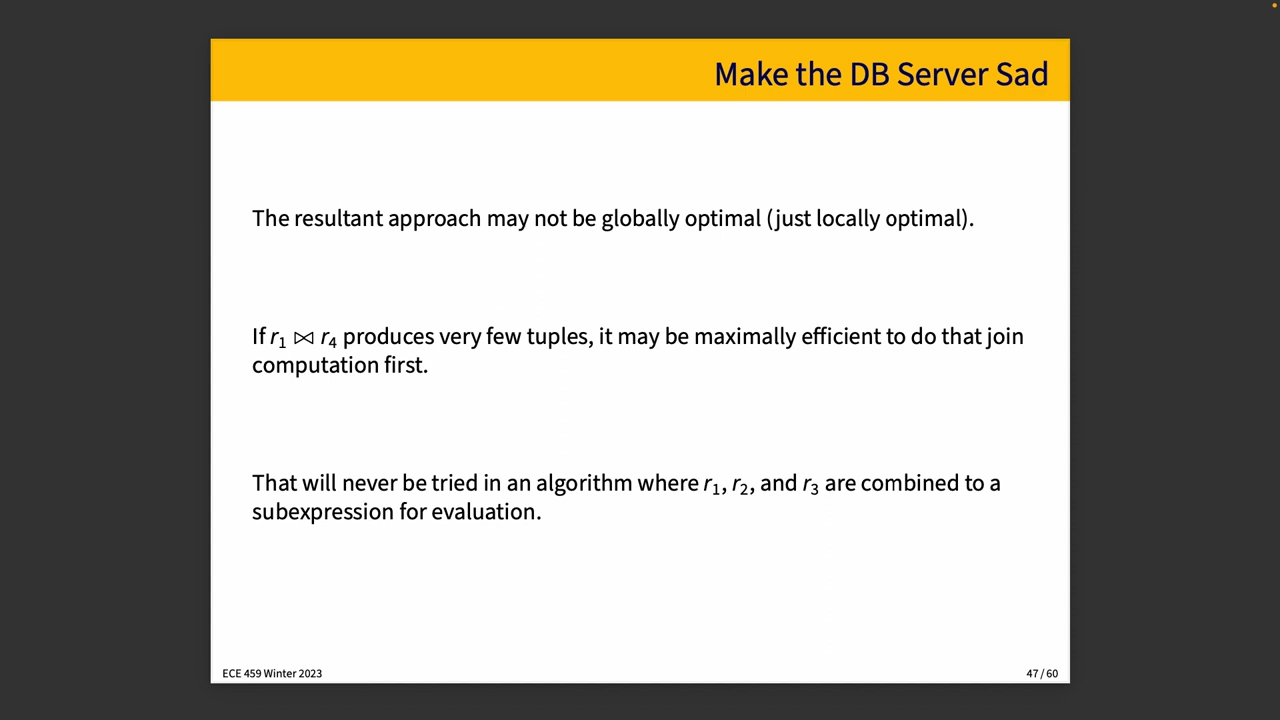 Make the DB Server Sad
The resultant approach may not be globally optimal (just locally optimal).
If r₁ ⋈ r₄ produces very few tuples, it may be maximally efficient to do that join
computation first.
That will never be tried in an algorithm where r₁, r₂, and r₃ are combined to a
subexpression for evaluation.
ECE 459 Winter 2023
47 / 60